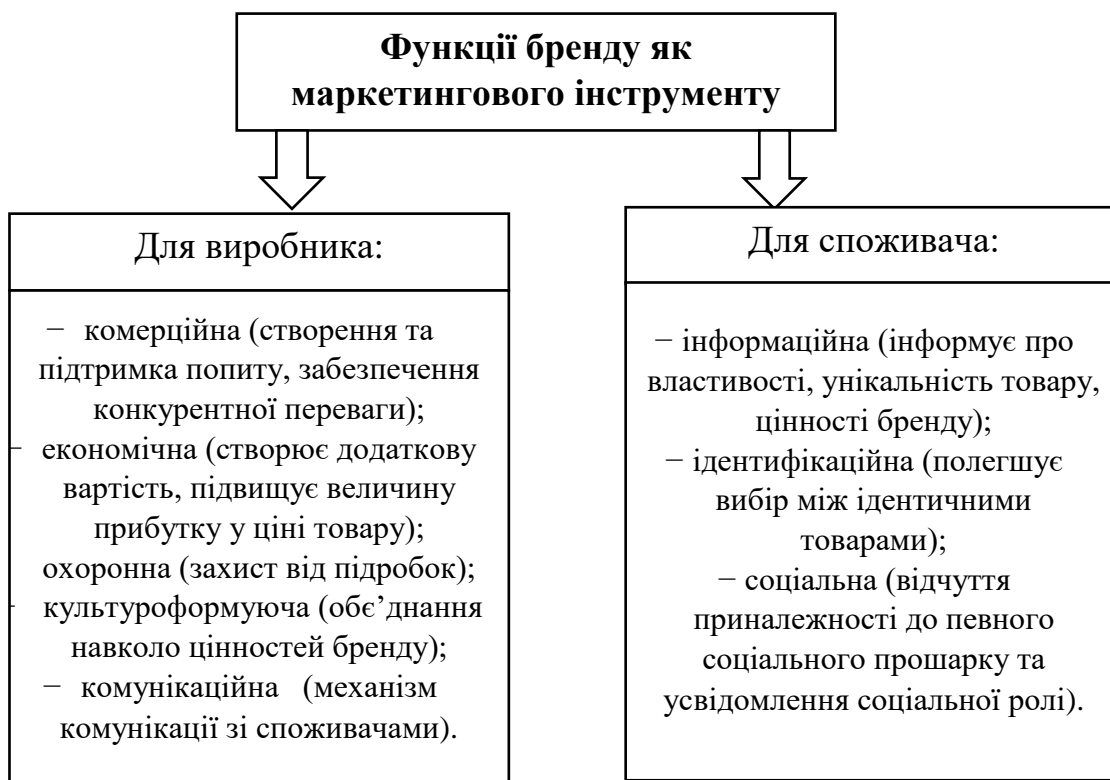 Функції бренду як
маркетингового інструменту
Для виробника:
− комерційна (створення та
підтримка попиту, забезпечення
конкурентної переваги);
− економічна (створює додаткову
вартість, підвищує величину
прибутку у ціні товару);
охоронна (захист від підробок);
- культуроформуюча (обє’днання
навколо цінностей бренду);
− комунікаційна (механізм
комунікації зі споживачами).
Для споживача:
− інформаційна (інформує про
властивості, унікальність товару,
цінності бренду);
− ідентифікаційна (полегшує
вибір між ідентичними
товарами);
− соціальна (відчуття
приналежності до певного
соціального прошарку та
усвідомлення соціальної ролі).